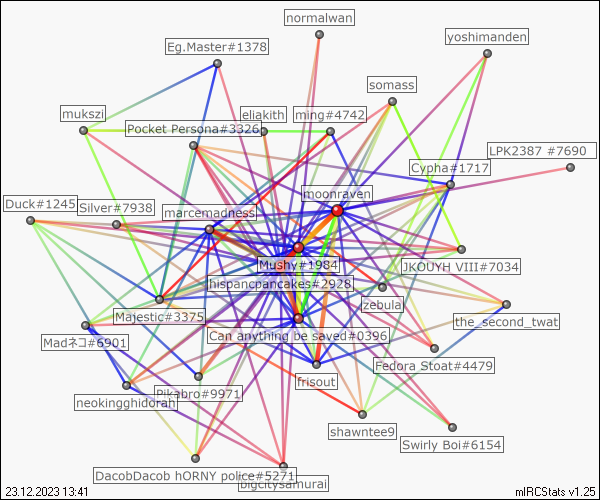 normalwan
yoshimanden
Eg.Master#1378
somass
mukszi
eliakith
ming#4742
Pocket Persona#3326
LPK2387 #7690
Cypha#1717
moonraven
Duck#1245
Silver#7938
marcemadness
Mushy#1984
JKOUYH VIII#7034
hispancpancakes#2928
zebula
Majestic#3375
the_second_twat
Can anything be saved#0396
Madネコ#6901
Fedora Stoat#4479
frisout
Pikabro#9971
neokingghidorah
shawntee9
Swirly Boi#6154
DacobDacob hORNY police#5271
bigcitysamurai
23.12.2023 13:41
mIRCStats v1.25